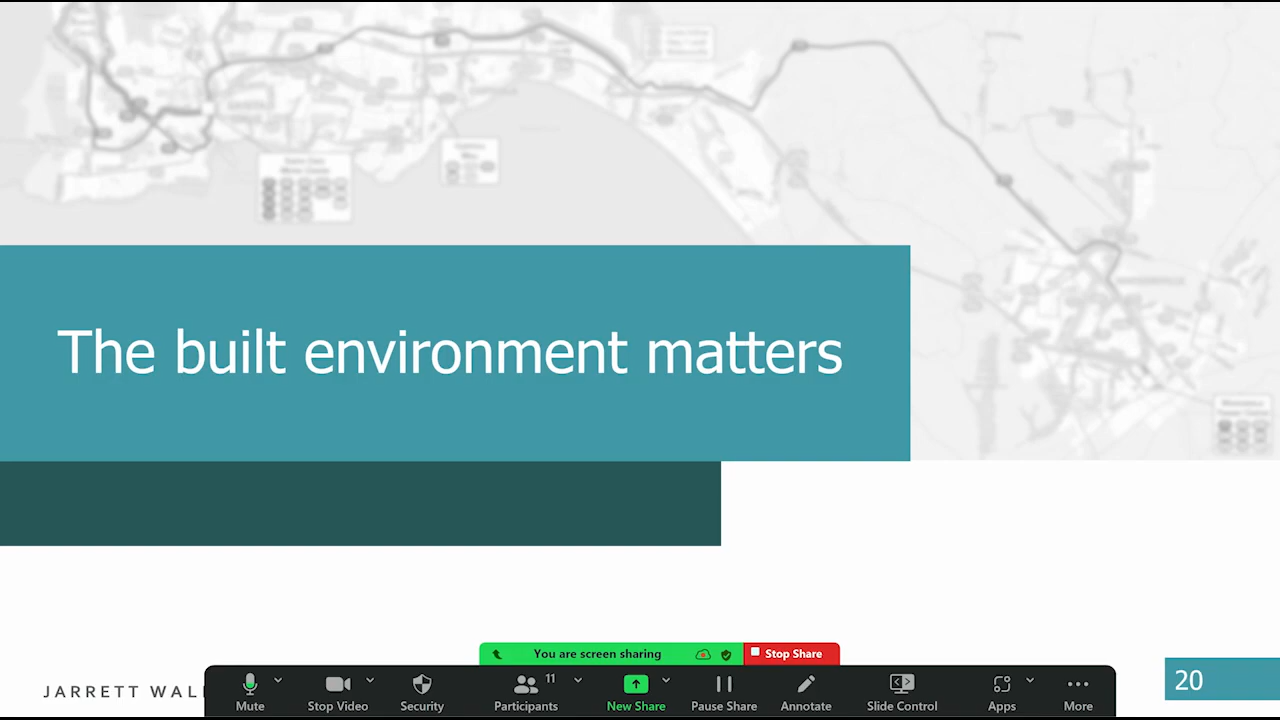 The built environment matters
You are screen sharing
Stop Share
JARRETT WAL
Mute
Stop Video
Security
Participants
11
New Share
Pause Share
Annotate
Slide Control
Apps
More
20